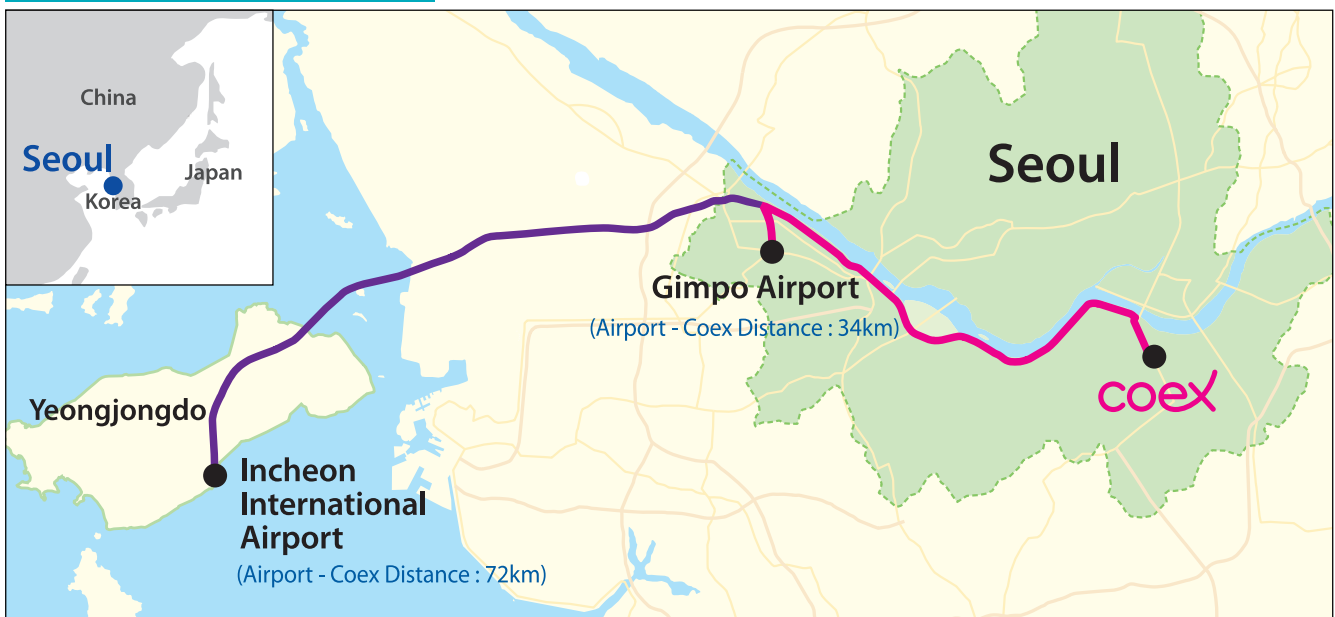 China
Seoul
Japan
Korea
Seoul
Gimpo Airport
(Airport - Coex Distance : 34km)
coex
Yeongjongdo
Incheon
International
Airport
(Airport - Coex Distance : 72km)